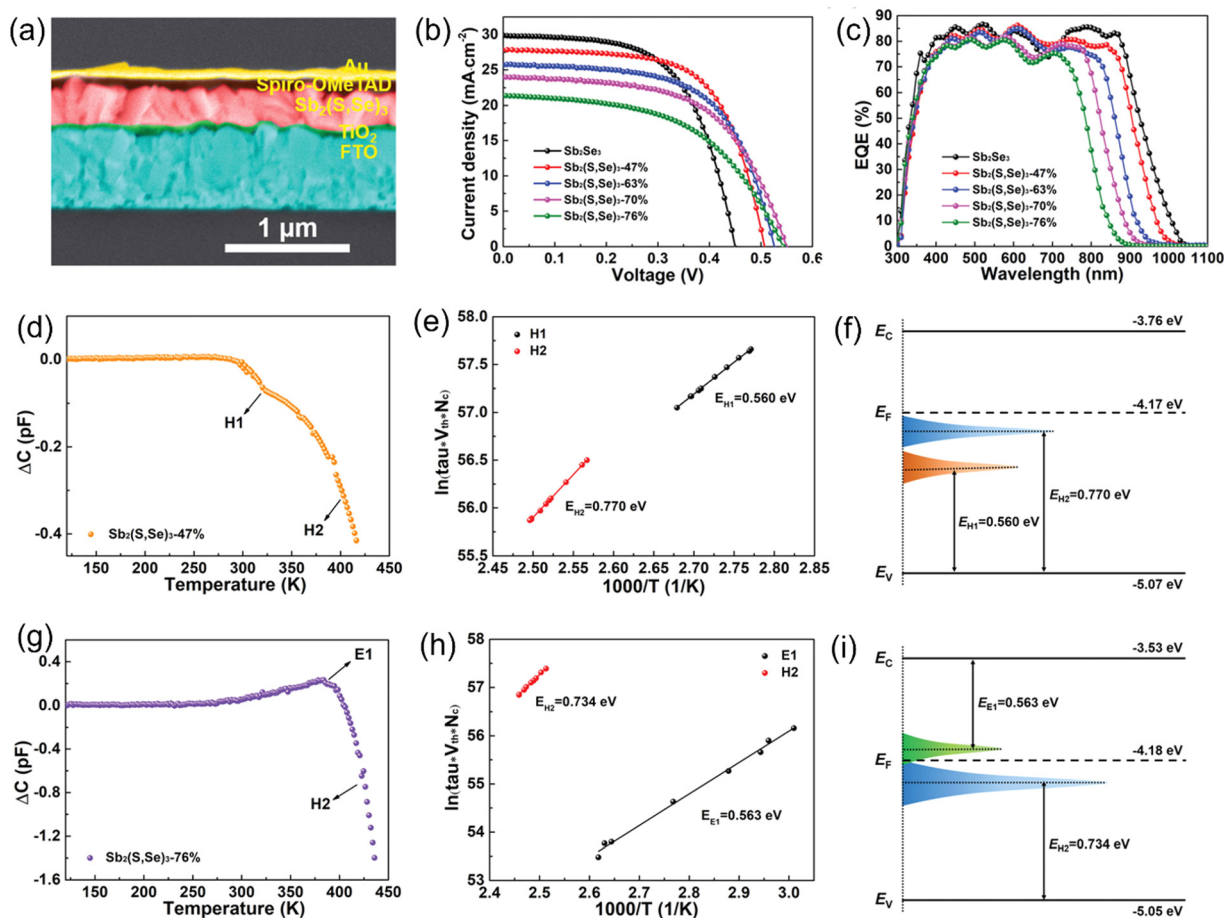 (a)
Au
Spiro-OMeTAD
Sb₂(S,Se)₃
TiO₂
FTO
1 μm
(b)
Current density (mA·cm⁻²)
35
30
25
20
15
10
5
0
Sb₂Se₃
Sb₂(S,Se)₃-47%
Sb₂(S,Se)₃-63%
Sb₂(S,Se)₃-70%
Sb₂(S,Se)₃-76%
0.0 0.1 0.2 0.3 0.4 0.5 0.6
Voltage (V)
(c)
EQE (%)
90
80
70
60
50
40
30
20
10
0
Sb₂Se₃
Sb₂(S,Se)₃-47%
Sb₂(S,Se)₃-63%
Sb₂(S,Se)₃-70%
Sb₂(S,Se)₃-76%
300 400 500 600 700 800 900 1000 1100
Wavelength (nm)
(d)
ΔC (pF)
0.0
-0.2
-0.4
H1
H2
Sb₂(S,Se)₃-47%
150 200 250 300 350 400 450
Temperature (K)
(e)
ln(tau*Vth*Nc)
58.0
57.5
57.0
56.5
56.0
55.5
H1
H2
EH1=0.560 eV
EH2=0.770 eV
2.45 2.50 2.55 2.60 2.65 2.70 2.75 2.80 2.85
1000/T (1/K)
(f)
EC
-3.76 eV
EF
-4.17 eV
EH1=0.560 eV
EH2=0.770 eV
EV
-5.07 eV
(g)
ΔC (pF)
0.4
0.0
-0.4
-0.8
-1.2
-1.6
E1
H2
Sb₂(S,Se)₃-76%
150 200 250 300 350 400 450
Temperature (K)
(h)
ln(tau*Vth*Nc)
58
57
56
55
54
53
E1
H2
EH2=0.734 eV
EE1=0.563 eV
2.4 2.5 2.6 2.7 2.8 2.9 3.0
1000/T (1/K)
(i)
EC
-3.53 eV
EE1=0.563 eV
EF
-4.18 eV
EH2=0.734 eV
EV
-5.05 eV